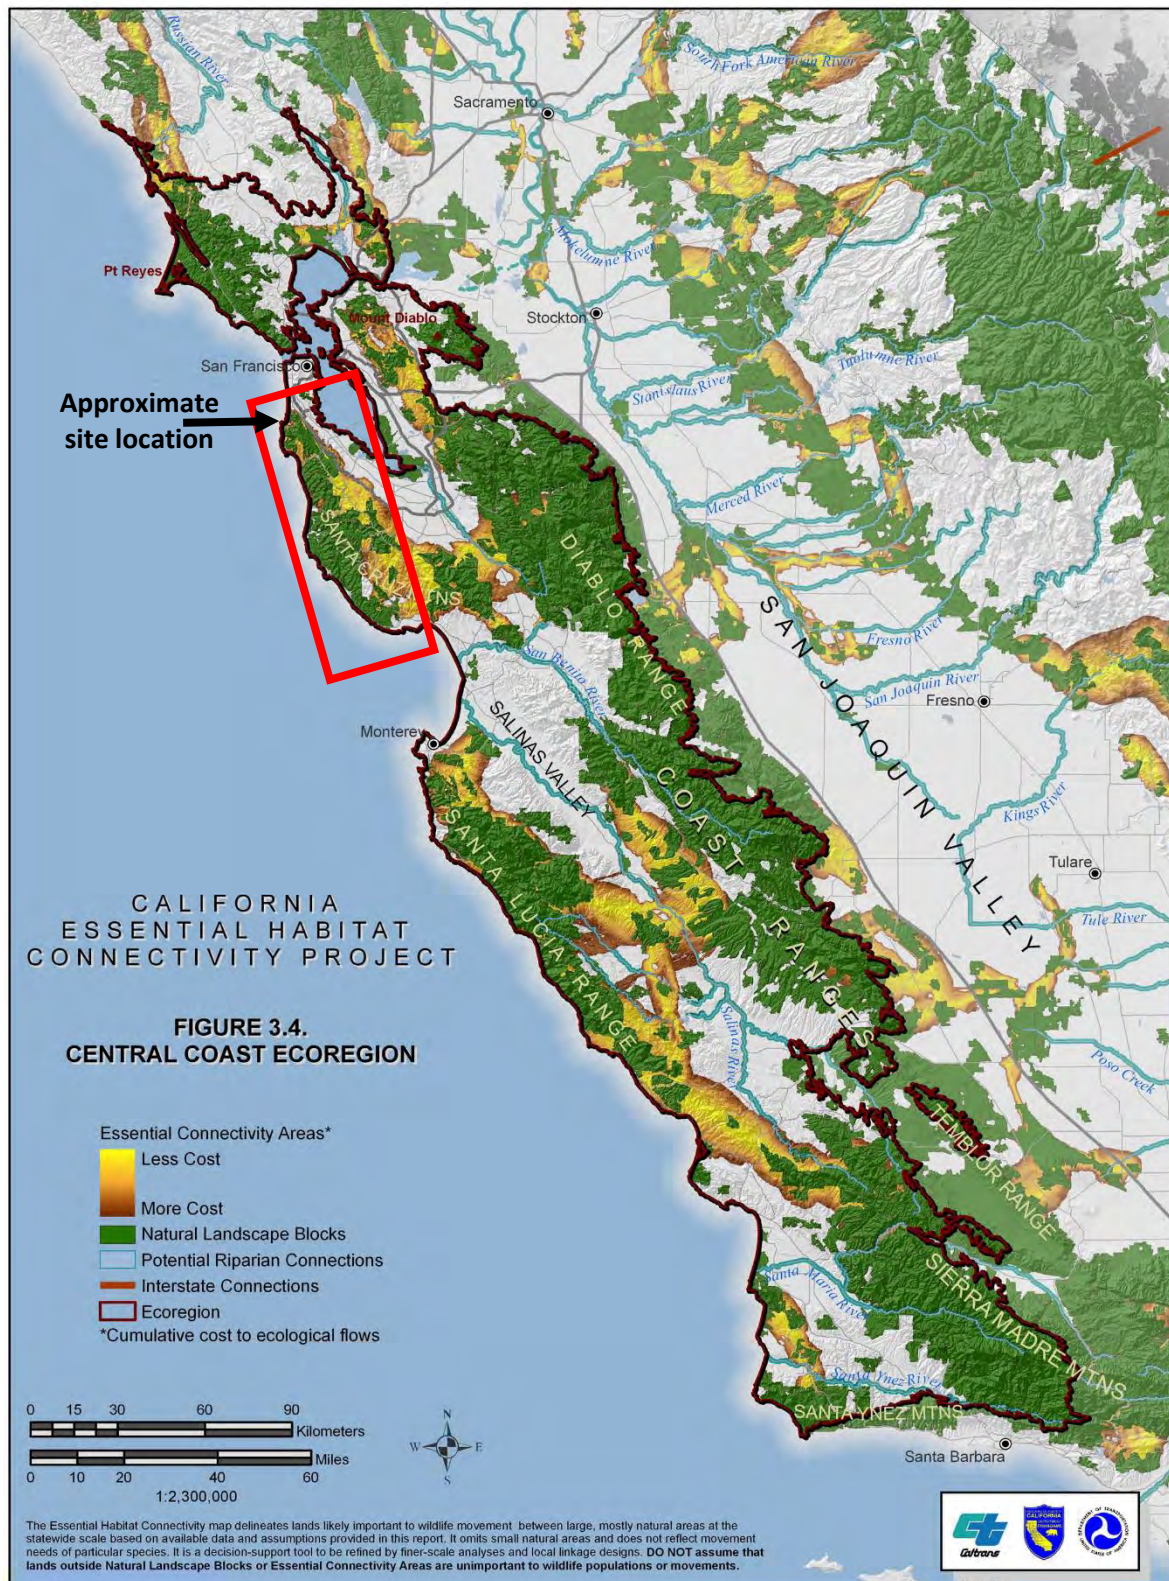 Russian River
South Fork American River
Sacramento
Mokelumne River
Pt Reyes
Mount Diablo
Stockton
San Francisco
Tuolumne River
Stanislaus River
Approximate
site location
Merced River
SANTA CRUZ MTNS
DIABLO RANGE
SAN JOAQUIN VALLEY
Fresno River
San Benito River
San Joaquin River
Fresno
SALINAS VALLEY
Monterey
COAST RANGES
Kings River
SANTA LUCIA RANGE
Tulare
Tule River
CALIFORNIA
ESSENTIAL HABITAT
CONNECTIVITY PROJECT
FIGURE 3.4.
CENTRAL COAST ECOREGION
Salinas River
Poso Creek
TEMBLOR RANGE
Essential Connectivity Areas*
Less Cost
More Cost
Natural Landscape Blocks
Potential Riparian Connections
Interstate Connections
Ecoregion
*Cumulative cost to ecological flows
Santa Maria River
SIERRA MADRE MTNS
Santa Ynez River
SANTA YNEZ MTNS
Santa Barbara
0 15 30 60 90
Kilometers
Miles
0 10 20 40 60
1:2,300,000
N
W E
S
The Essential Habitat Connectivity map delineates lands likely important to wildlife movement between large, mostly natural areas at the
statewide scale based on available data and assumptions provided in this report. It omits small natural areas and does not reflect movement
needs of particular species. It is a decision-support tool to be refined by finer-scale analyses and local linkage designs. DO NOT assume that
lands outside Natural Landscape Blocks or Essential Connectivity Areas are unimportant to wildlife populations or movements.
Caltrans
CALIFORNIA